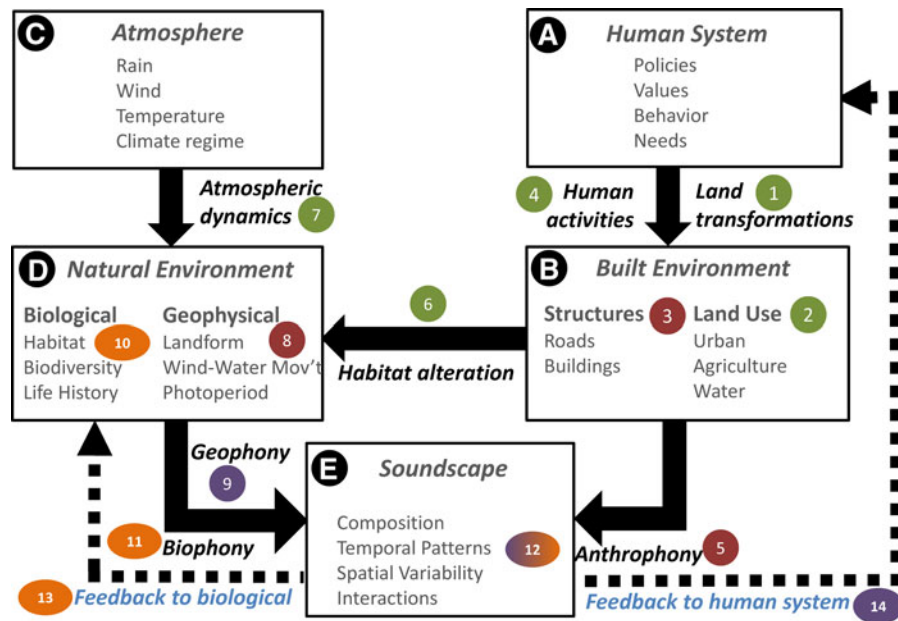 C Atmosphere
Rain
Wind
Temperature
Climate regime
A Human System
Policies
Values
Behavior
Needs
Atmospheric
dynamics 7
4 Human
activities
Land 1
transformations
D Natural Environment
Biological
Habitat 10
Biodiversity
Life History
Geophysical
Landform 8
Wind-Water Mov't
Photoperiod
6
Habitat alteration
B Built Environment
Structures 3
Roads
Buildings
Land Use 2
Urban
Agriculture
Water
Geophony
9
11 Biophony
E Soundscape
Composition
Temporal Patterns 12
Spatial Variability
Interactions
Anthrophony 5
13 Feedback to biological
Feedback to human system 14